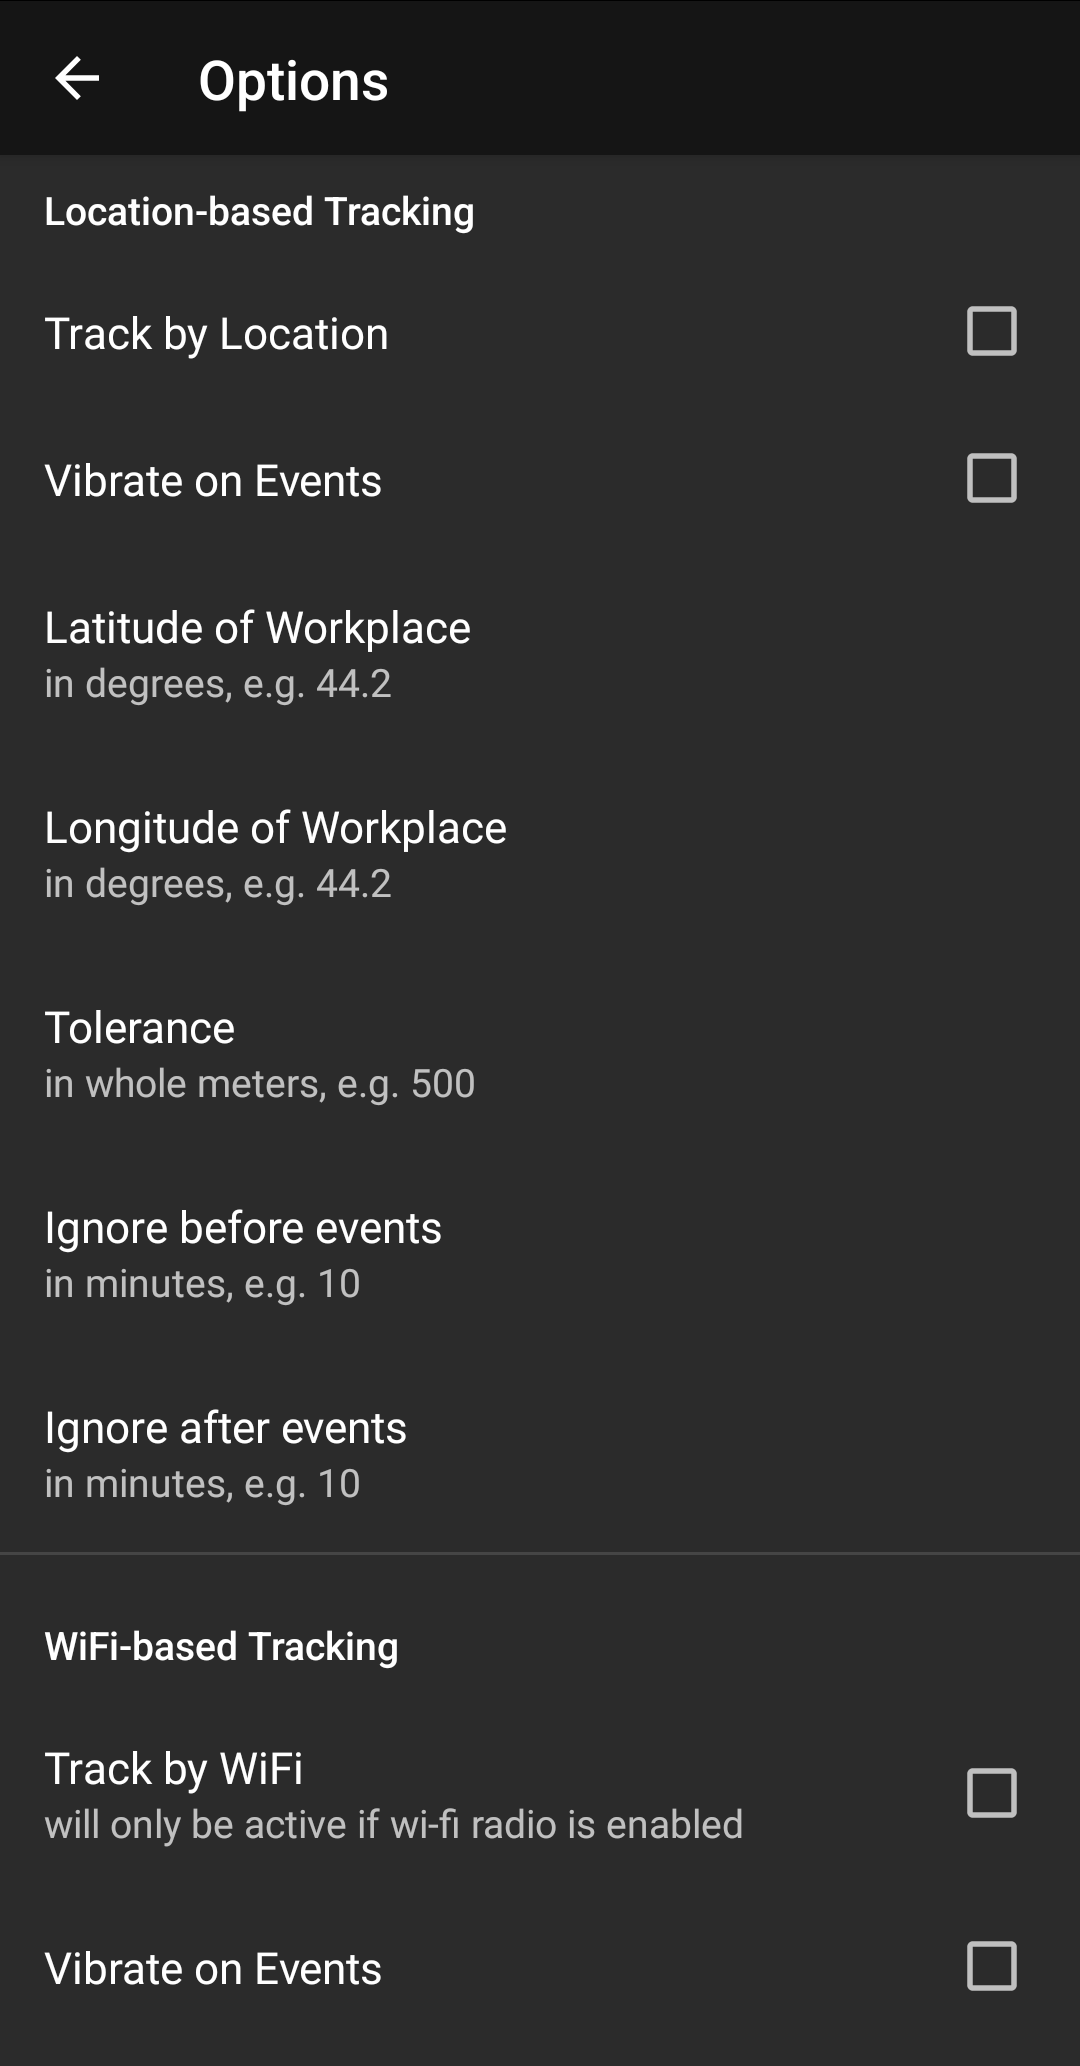 Options
Location-based Tracking
Track by Location
Vibrate on Events
Latitude of Workplace
in degrees, e.g. 44.2
Longitude of Workplace
in degrees, e.g. 44.2
Tolerance
in whole meters, e.g. 500
Ignore before events
in minutes, e.g. 10
Ignore after events
in minutes, e.g. 10
WiFi-based Tracking
Track by WiFi
will only be active if wi-fi radio is enabled
Vibrate on Events